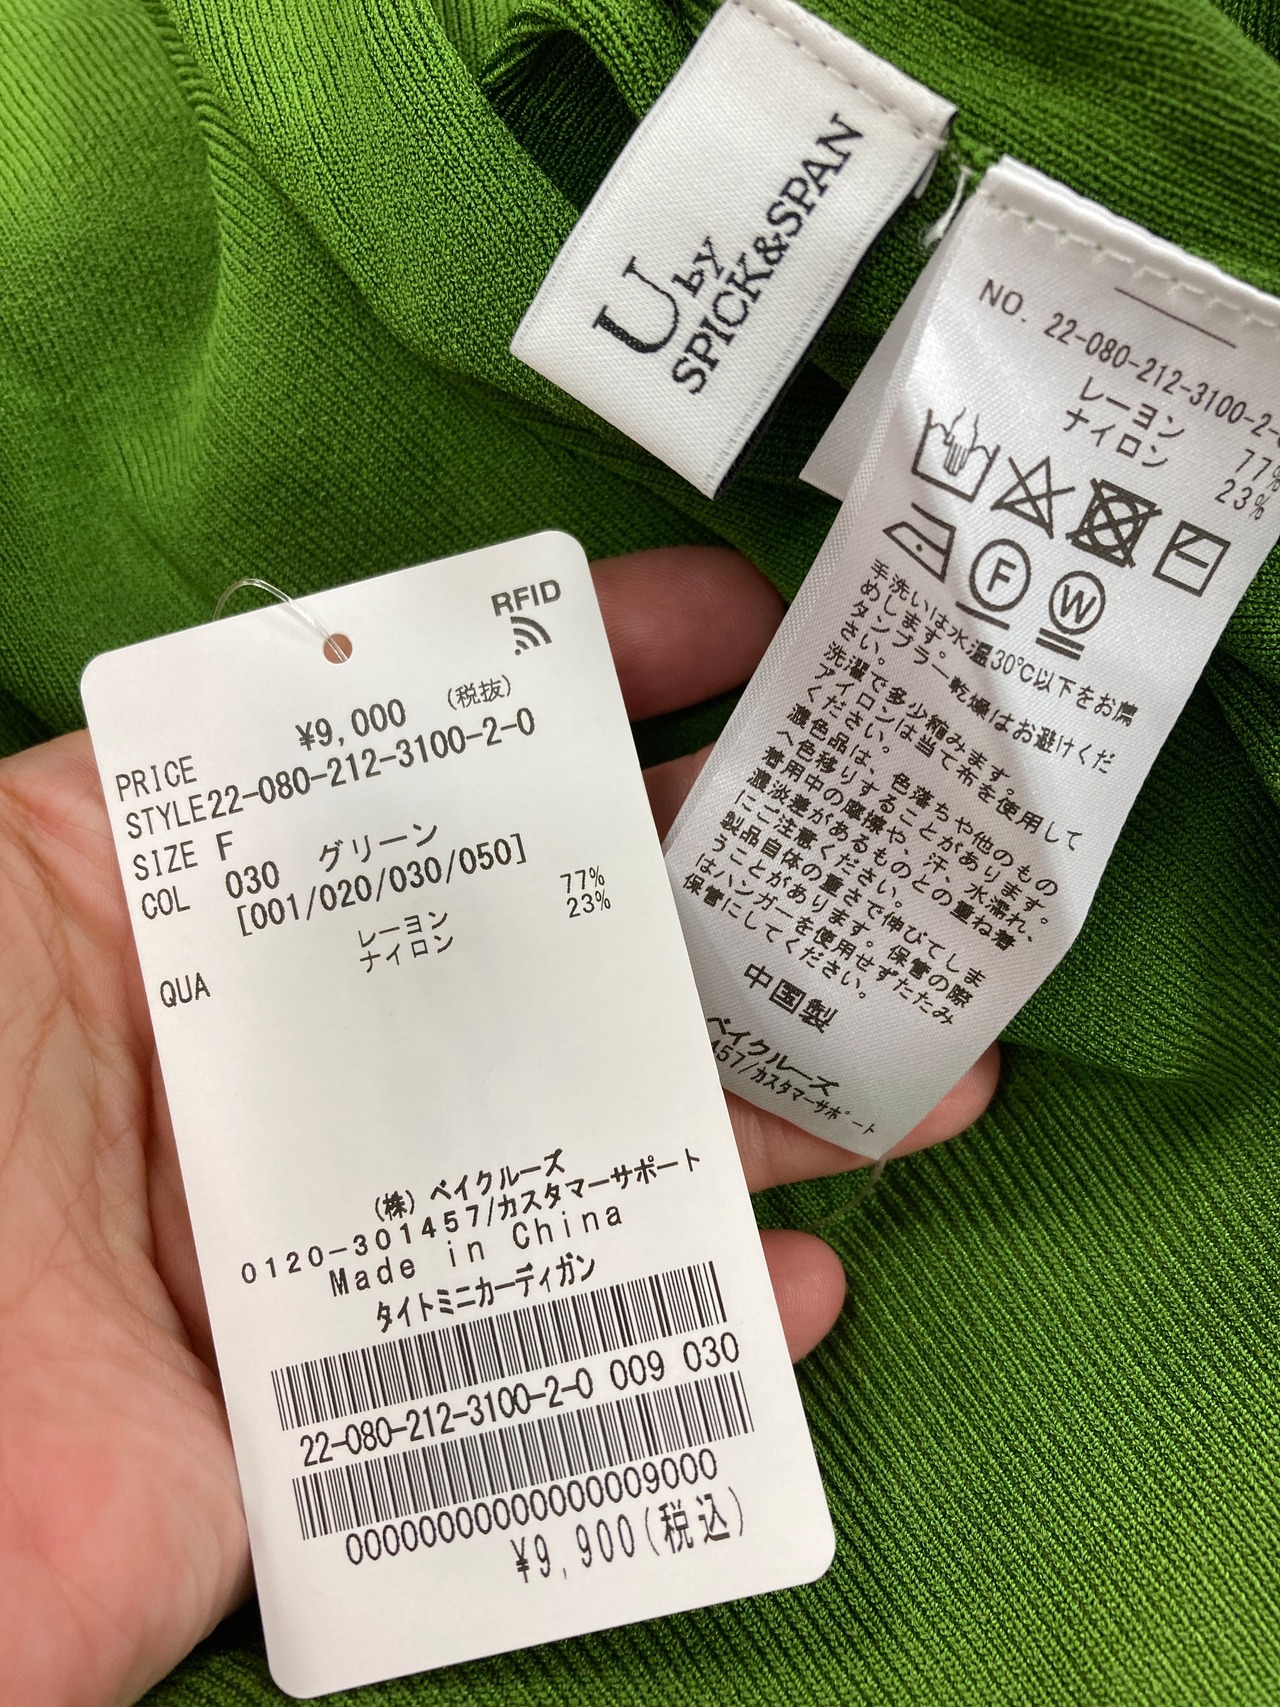 U by
SPICK&SPAN
NO. 22-080-212-3100-2-
レーヨン 77%
ナイロン 23%
F
W
手洗いは水温30℃以下をお薦
めします。
タンブラー乾燥はお避けくだ
さい。
洗濯で多少縮みます。
アイロンは当て布を使用して
ください。
濃色品は、色落ちや他のもの
へ色移りすることがあります。
着用中の摩擦や、汗、水濡れ、
濃淡差があるものとの重ね着
にご注意ください。
製品自体の重さで伸びてしま
うことがあります。保管の際
はハンガーを使用せずたたみ
保管にしてください。
中国製
ベイクルーズ
457/カスタマーサポート
RFID
PRICE ¥9,000 (税抜)
STYLE22-080-212-3100-2-0
SIZE F
COL 030 グリーン
[001/020/030/050]
レーヨン 77%
ナイロン 23%
QUA
(株) ベイクルーズ
0120-301457/カスタマーサポート
Made in China
タイトミニカーディガン
22-080-212-3100-2-0 009 030
0000000000000009000
¥9,900(税込)